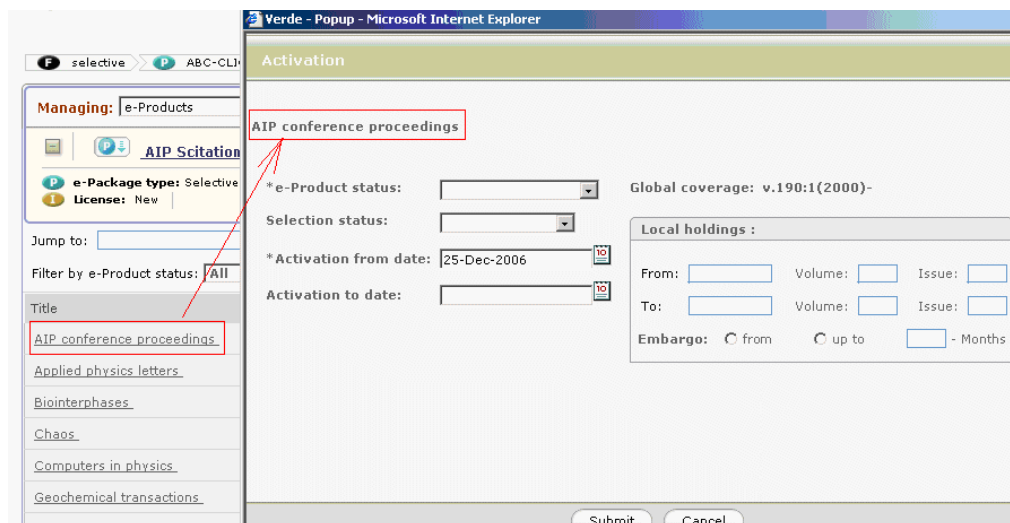 Verde - Popup - Microsoft Internet Explorer
F selective P ABC-CLI
Activation
Managing: e-Products
AIP conference proceedings
P AIP Scitation
P e-Package type: Selective
L License: New
*e-Product status:
Global coverage: v.190:1(2000)-
Selection status:
Local holdings :
Jump to:
*Activation from date: 25-Dec-2006 10
Filter by e-Product status: All
From: Volume: Issue:
Activation to date: 10
Title
To: Volume: Issue:
AIP conference proceedings
Embargo: from up to - Months
Applied physics letters
Biointerphases
Chaos
Computers in physics
Geochemical transactions
Submit Cancel